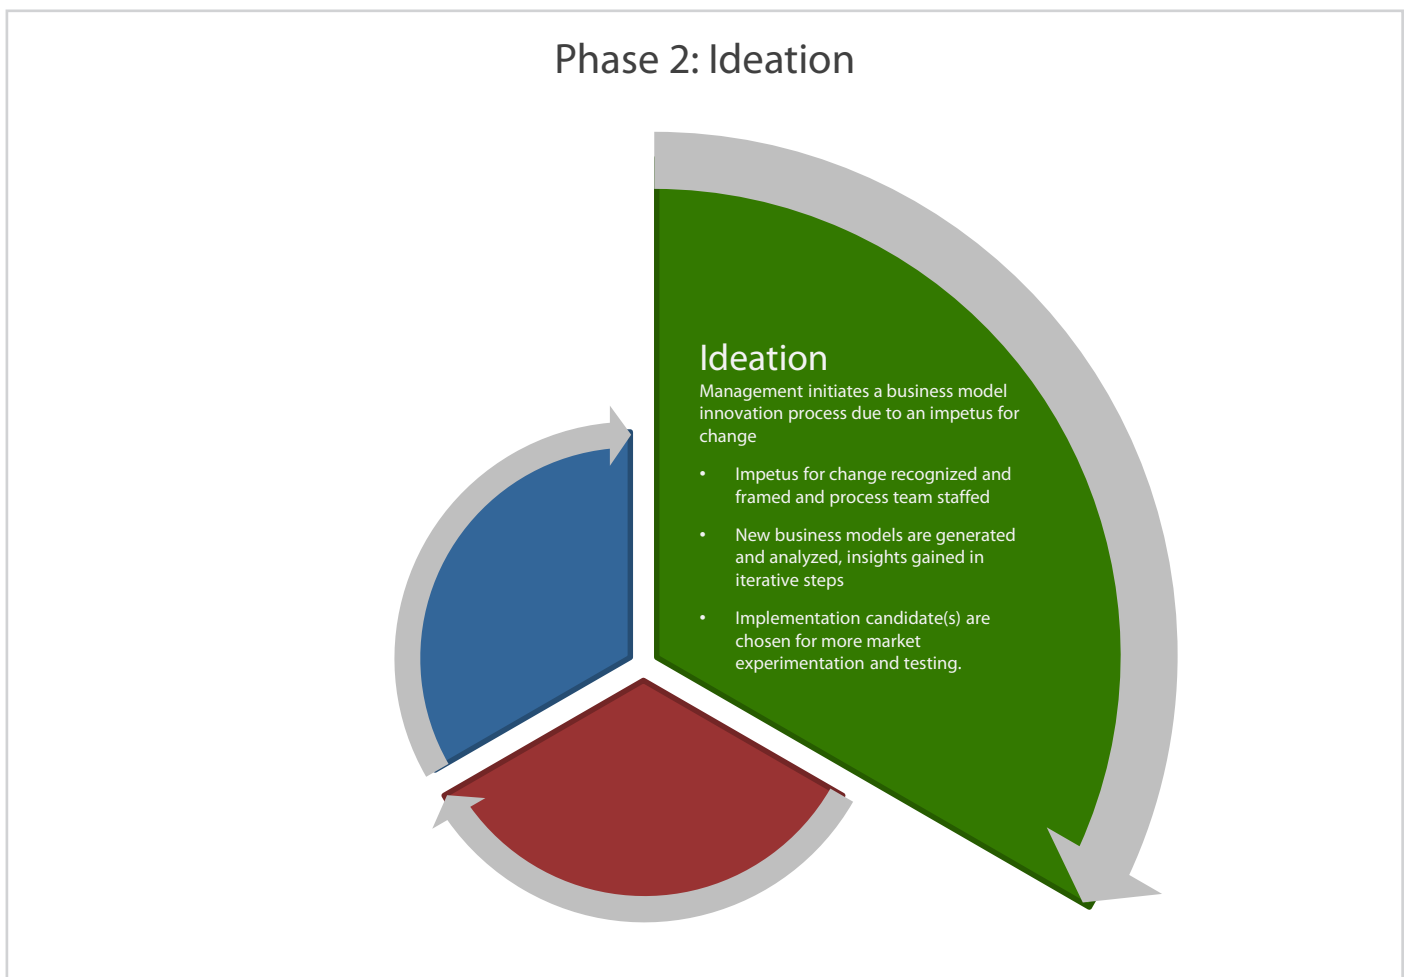 Phase 2: Ideation
Ideation
Management initiates a business model
innovation process due to an impetus for
change
• Impetus for change recognized and
framed and process team staffed
• New business models are generated
and analyzed, insights gained in
iterative steps
• Implementation candidate(s) are
chosen for more market
experimentation and testing.